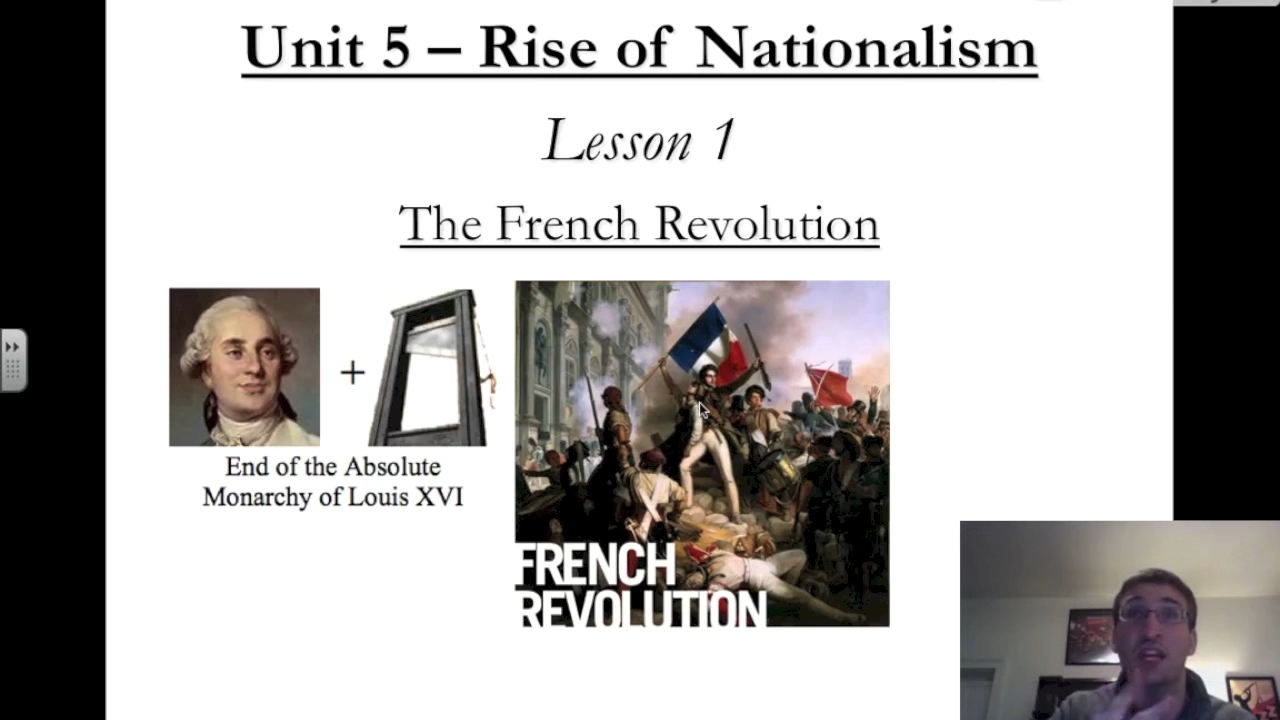 Unit 5 – Rise of Nationalism
Lesson 1
The French Revolution
+
End of the Absolute
Monarchy of Louis XVI
FRENCH
REVOLUTION